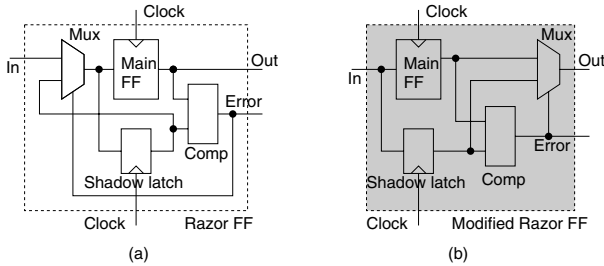 Clock
Mux
In
Main
FF
Out
Error
Comp
Shadow latch
Clock
Razor FF
(a)
Clock
Mux
In
Main
FF
Out
Error
Comp
Shadow latch
Clock
Modified Razor FF
(b)